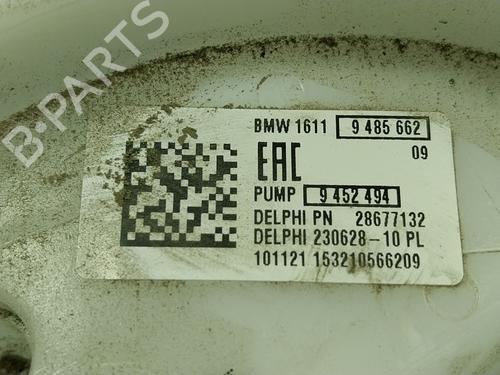 B-PARTS
BMW 1611 9 485 662
09
EAC
PUMP 9 452 494
DELPHI PN 28677132
DELPHI 230628-10 PL
101121 153210566209